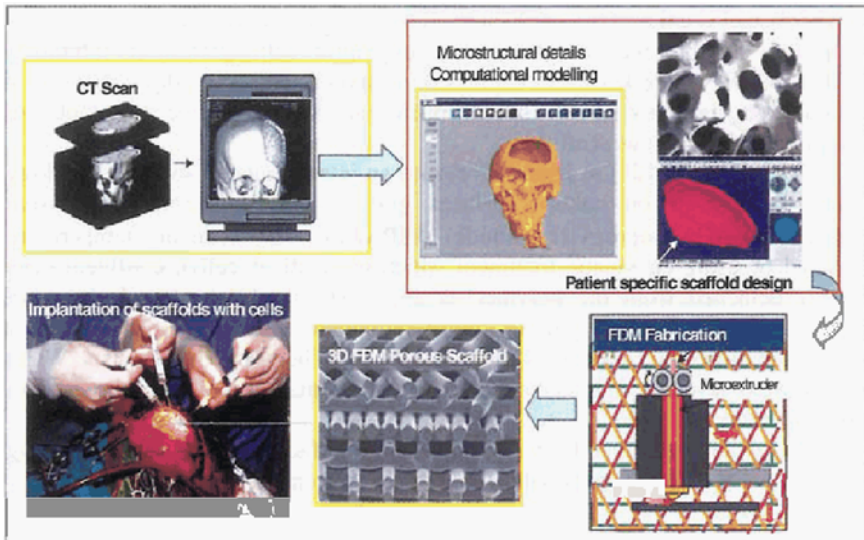 CT Scan
Microstructural details
Computational modelling
Patient specific scaffold design
FDM Fabrication
Microextruder
3D FDM Porous Scaffold
Implantation of scaffolds with cells